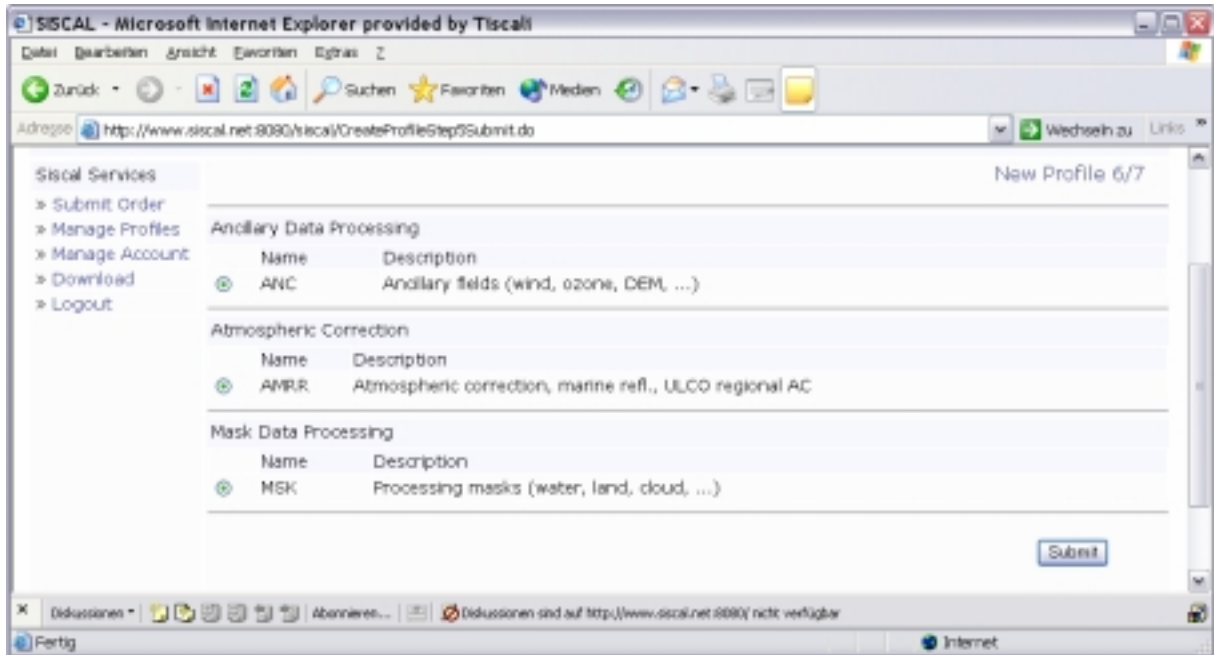 SISCAL - Microsoft Internet Explorer provided by Tiscali
Datei Bearbeiten Ansicht Favoriten Extras ?
Zurück Suchen Favoriten Medien
Adresse http://www.siscal.net:8080/siscal/CreateProfileStep5Submit.do Wechseln zu Links »
Siscal Services
» Submit Order
» Manage Profiles
» Manage Account
» Download
» Logout
New Profile 6/7
Ancillary Data Processing
Name Description
ANC Ancillary fields (wind, ozone, DEM, ...)
Atmospheric Correction
Name Description
AMRR Atmospheric correction, marine refl., ULCO regional AC
Mask Data Processing
Name Description
MSK Processing masks (water, land, cloud, ...)
Submit
Diskussionen Abonnieren... Diskussionen sind auf http://www.siscal.net:8080/ nicht verfügbar
Fertig Internet